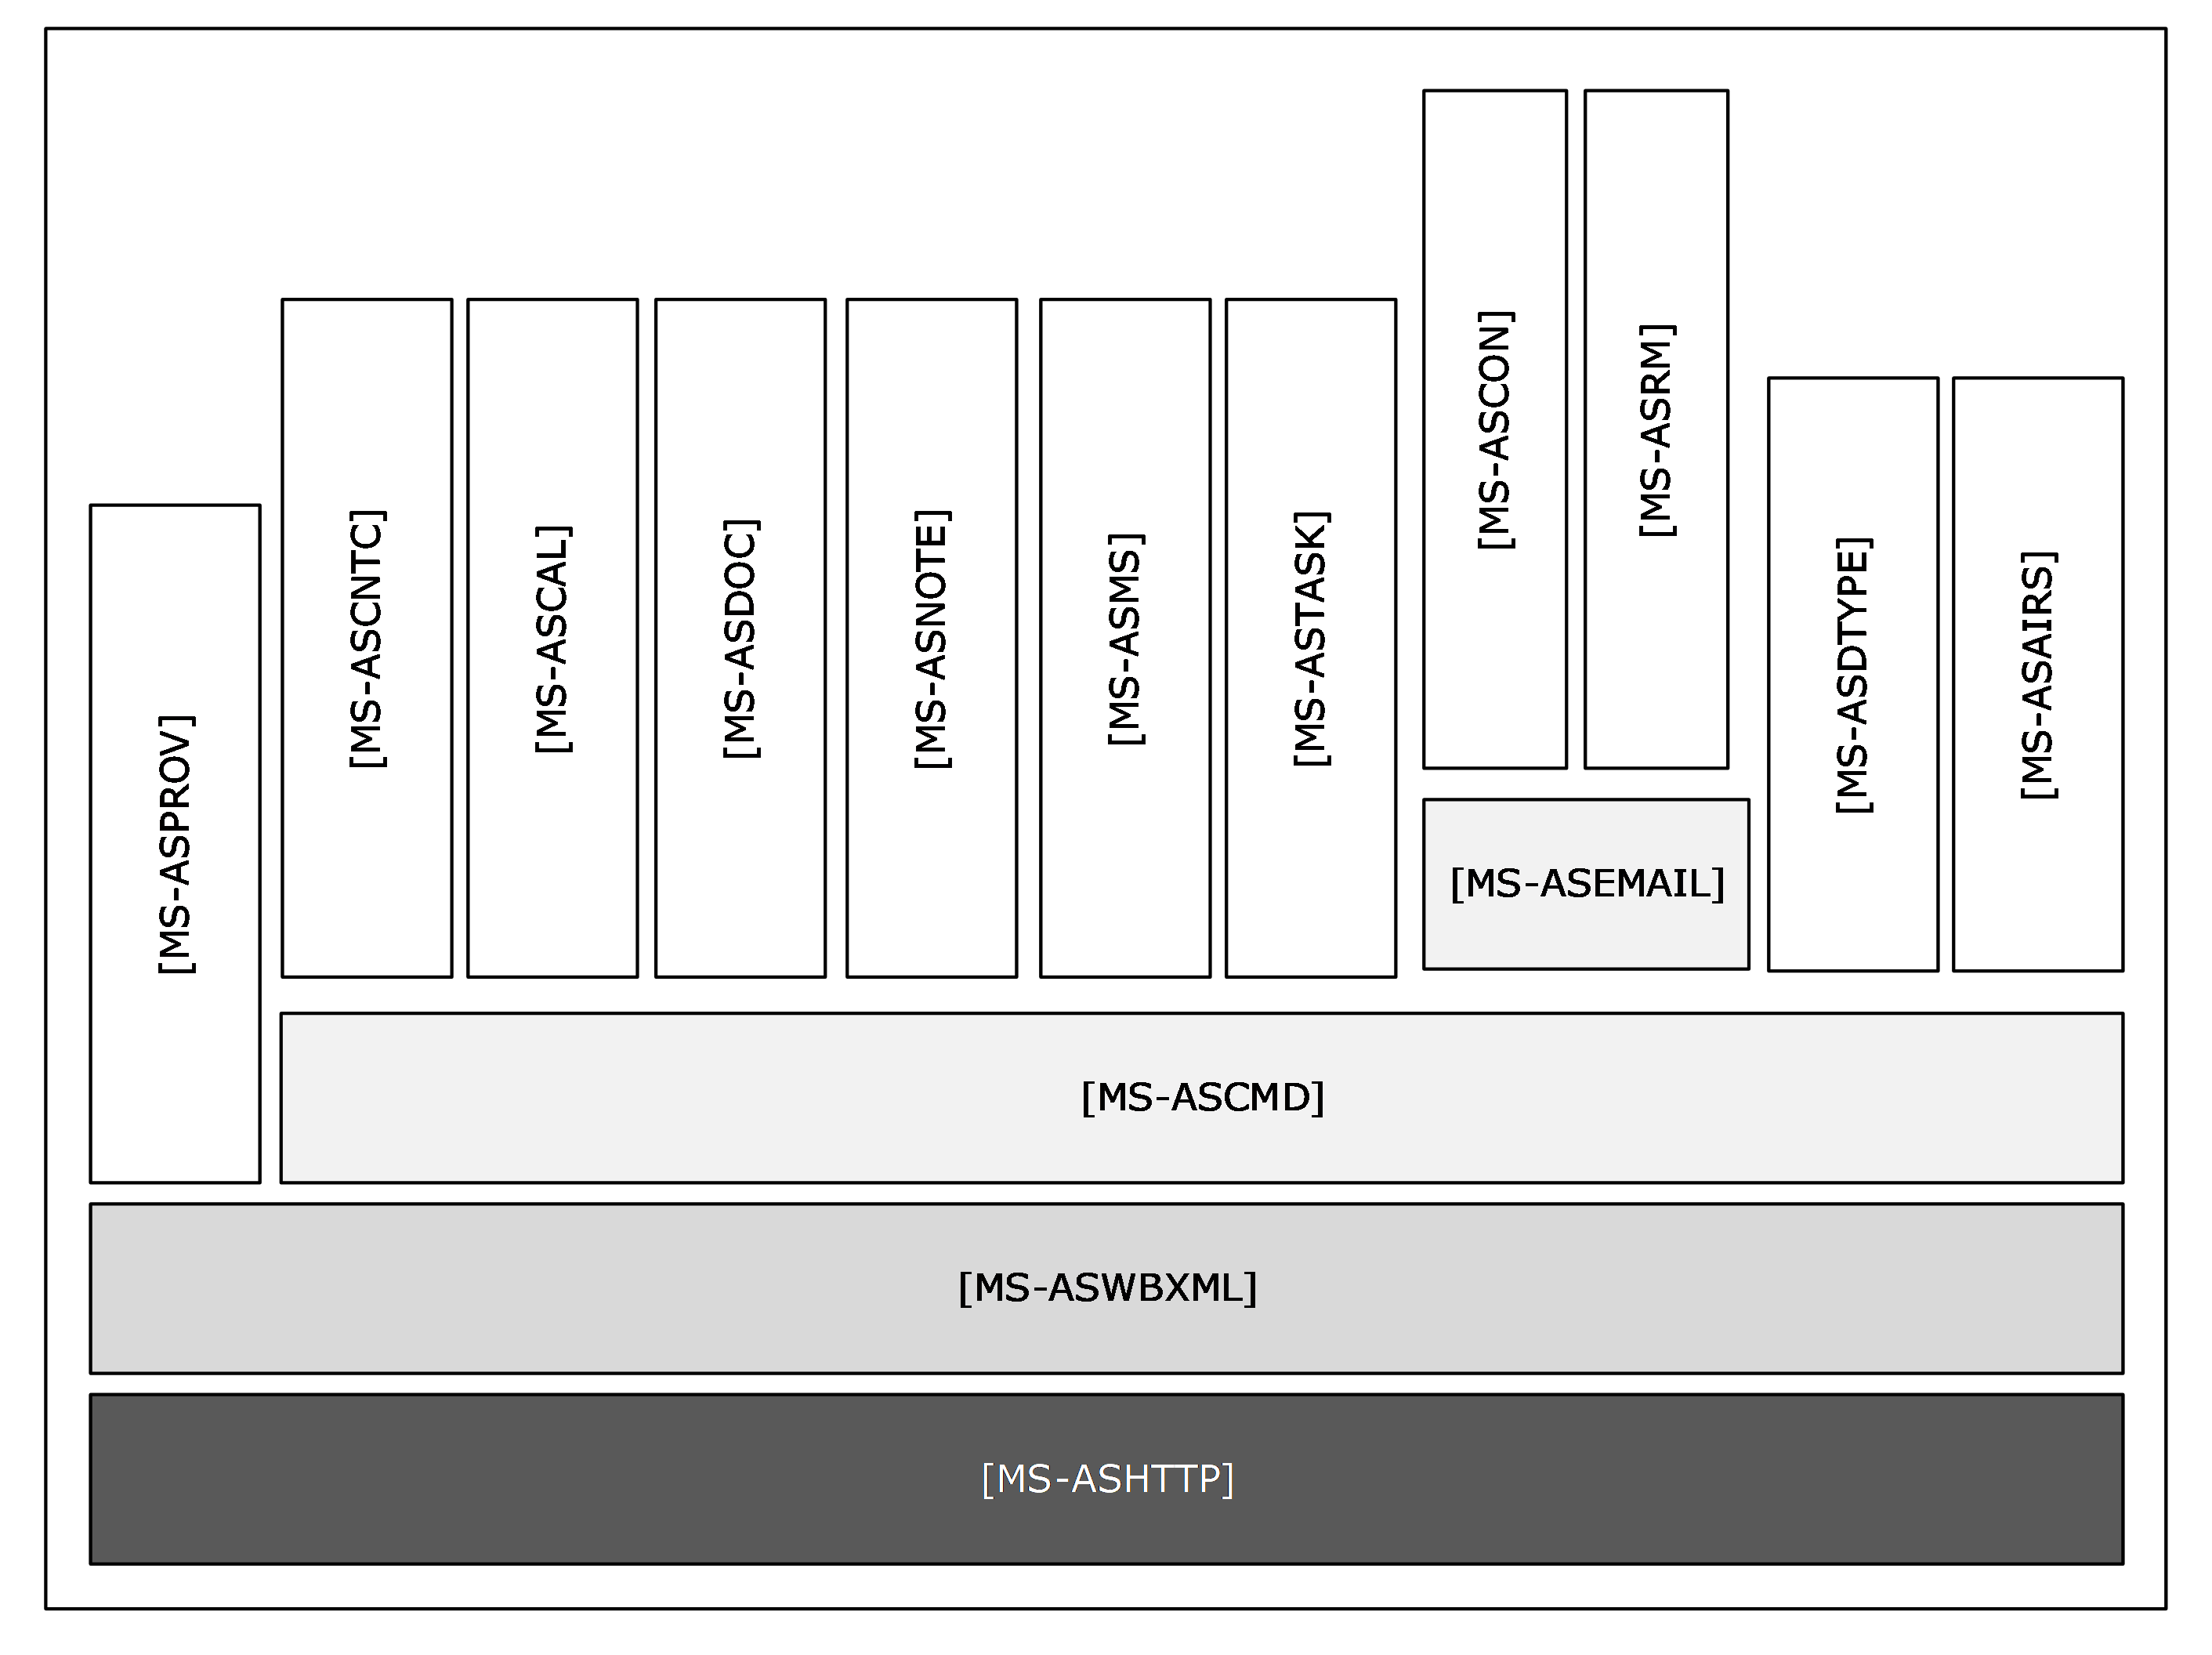 [MS-ASPROV]
[MS-ASCNTC]
[MS-ASCAL]
[MS-ASDOC]
[MS-ASNOTE]
[MS-ASMS]
[MS-ASTASK]
[MS-ASCON]
[MS-ASRM]
[MS-ASDTYPE]
[MS-ASAIRS]
[MS-ASEMAIL]
[MS-ASCMD]
[MS-ASWBXML]
[MS-ASHTTP]